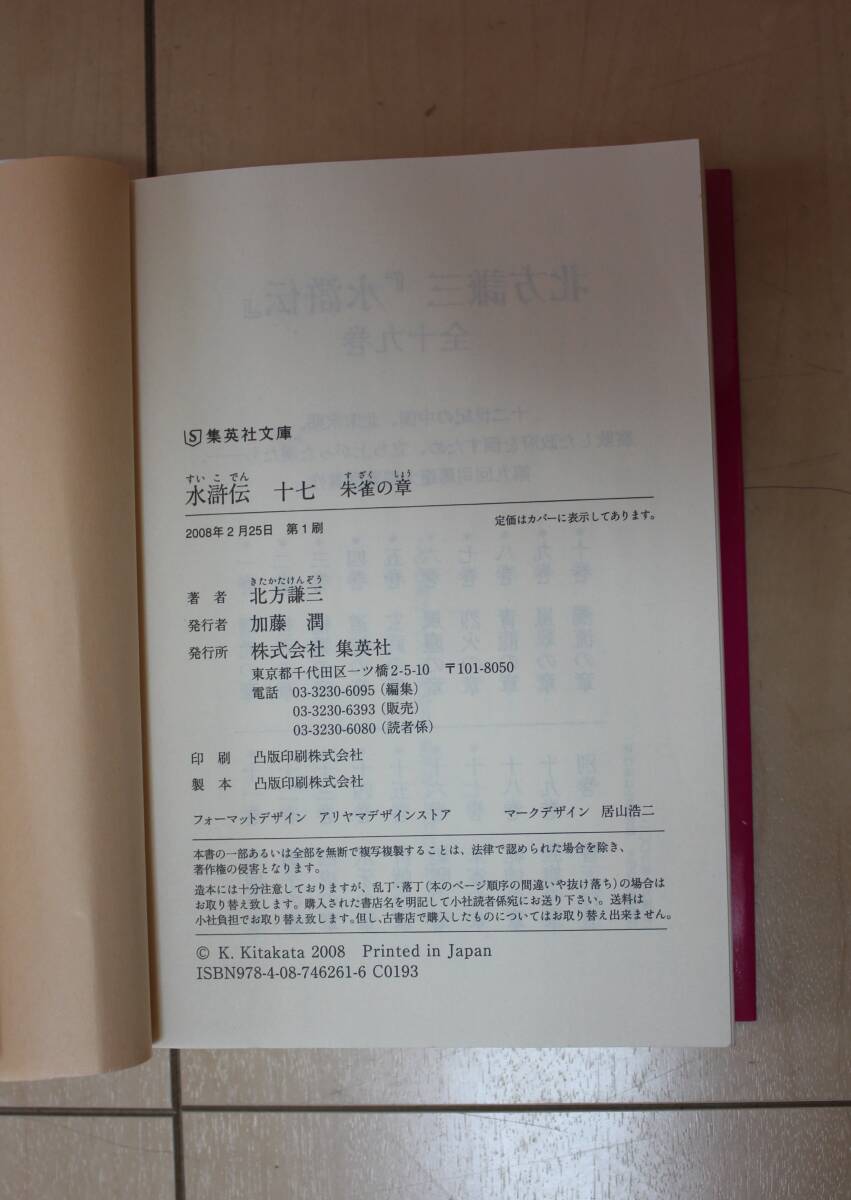 集英社文庫
すいこでん すざく しょう
水滸伝 十七 朱雀の章
2008年2月25日 第1刷
定価はカバーに表示してあります。
きたかたけんぞう
著者 北方謙三
発行者 加藤 潤
発行所 株式会社 集英社
東京都千代田区一ツ橋2-5-10 〒101-8050
電話 03-3230-6095(編集)
03-3230-6393(販売)
03-3230-6080(読者係)
印刷 凸版印刷株式会社
製本 凸版印刷株式会社
フォーマットデザイン アリヤマデザインストア マークデザイン 居山浩二
本書の一部あるいは全部を無断で複写複製することは、法律で認められた場合を除き、
著作権の侵害となります。
造本には十分注意しておりますが、乱丁・落丁(本のページ順序の間違いや抜け落ち)の場合は
お取り替え致します。購入された書店名を明記して小社読者係宛にお送り下さい。送料は
小社負担でお取り替え致します。但し、古書店で購入したものについてはお取り替え出来ません。
© K. Kitakata 2008 Printed in Japan
ISBN978-4-08-746261-6 C0193